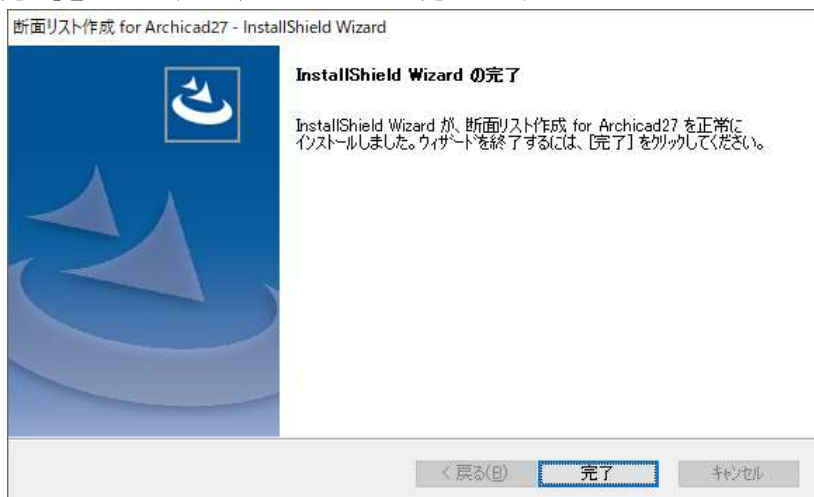 断面リスト作成 for Archicad27 - InstallShield Wizard
InstallShield Wizard の完了
InstallShield Wizard が、断面リスト作成 for Archicad27 を正常に
インストールしました。ウィザードを終了するには、[完了] をクリックしてください。
< 戻る(B)
完了
キャンセル